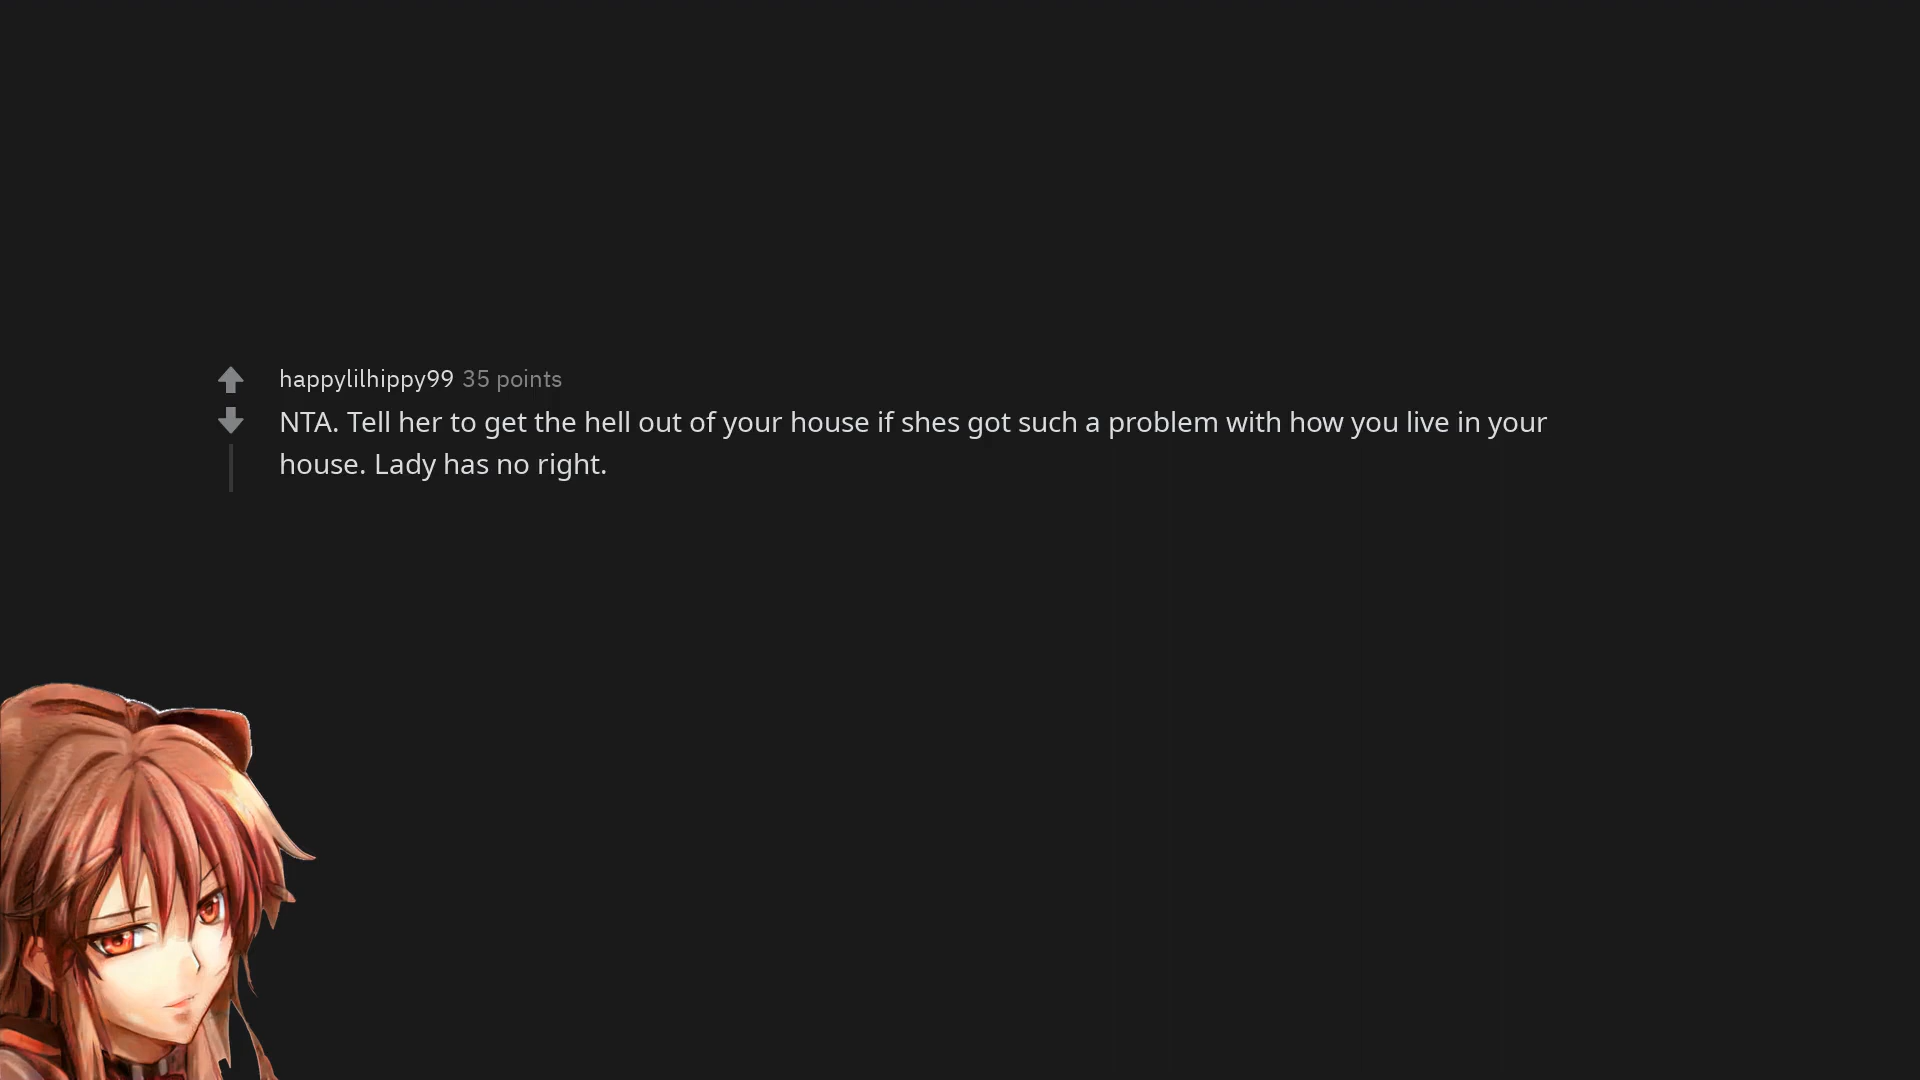 happylilhippy99 35 points
NTA. Tell her to get the hell out of your house if shes got such a problem with how you live in your
house. Lady has no right.